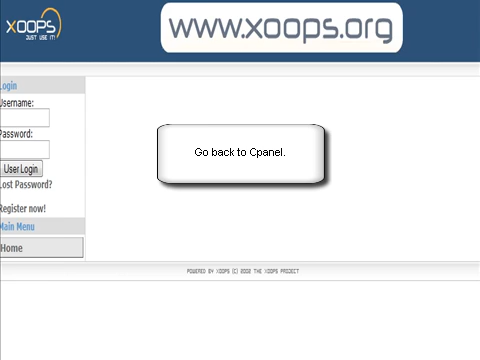 XOOPS
JUST USE IT!
www.xoops.org
Login
Username:
Password:
User Login
Lost Password?
Register now!
Main Menu
Home
Go back to Cpanel.
POWERED BY XOOPS (C) 2002 THE XOOPS PROJECT